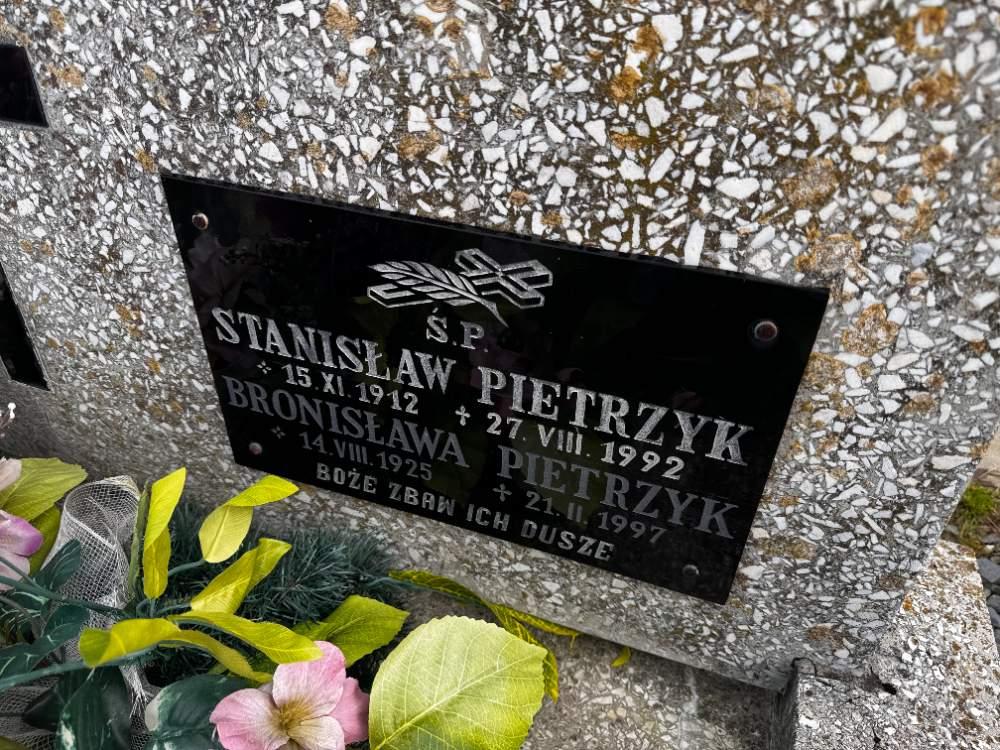 Ś.P.
STANISŁAW PIETRZYK
15.XI.1912 + 27.VIII.1992
BRONISŁAWA PIETRZYK
14.VIII.1925 + 21.II.1997
BOŻE ZBAW ICH DUSZE